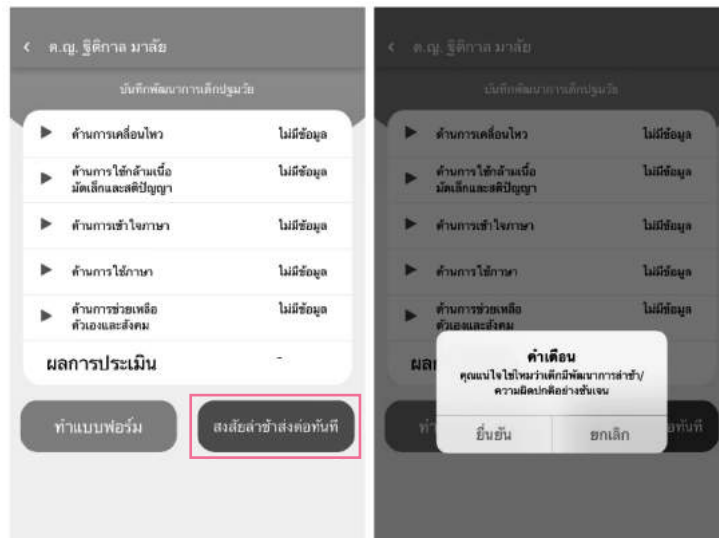 < ด.ญ. ฐิติกาล มาลัย
บันทึกพัฒนาการเด็กปฐมวัย
ด้านการเคลื่อนไหว ไม่มีข้อมูล
ด้านการใช้กล้ามเนื้อ ไม่มีข้อมูล
มัดเล็กและสติปัญญา
ด้านการเข้าใจภาษา ไม่มีข้อมูล
ด้านการใช้ภาษา ไม่มีข้อมูล
ด้านการช่วยเหลือ ไม่มีข้อมูล
ตัวเองและสังคม
ผลการประเมิน -
ทำแบบฟอร์ม
สงสัยล่าช้าส่งต่อทันที
< ด.ญ. ฐิติกาล มาลัย
บันทึกพัฒนาการเด็กปฐมวัย
ด้านการเคลื่อนไหว ไม่มีข้อมูล
ด้านการใช้กล้ามเนื้อ ไม่มีข้อมูล
มัดเล็กและสติปัญญา
ด้านการเข้าใจภาษา ไม่มีข้อมูล
ด้านการใช้ภาษา ไม่มีข้อมูล
ด้านการช่วยเหลือ ไม่มีข้อมูล
ตัวเองและสังคม
คำเตือน
คุณแน่ใจใช่ไหมว่าเด็กมีพัฒนาการล่าช้า/
ความผิดปกติอย่างชัดเจน
ยืนยัน
ยกเลิก